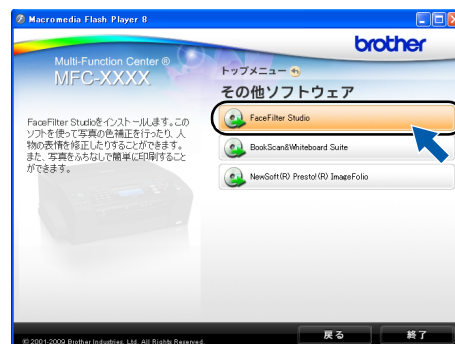 Macromedia Flash Player 8
brother
Multi-Function Center ®
MFC-XXXX
トップメニュー
その他ソフトウェア
FaceFilter Studioをインストールします。この
ソフトを使って写真の色補正を行ったり、人
物の表情を修正したりすることができます。
また、写真をふちなしで簡単に印刷すること
ができます。
FaceFilter Studio
BookScan&Whiteboard Suite
NewSoft(R) Presto!(R) ImageFolio
戻る
終了
© 2001-2009 Brother Industries, Ltd. All Rights Reserved.